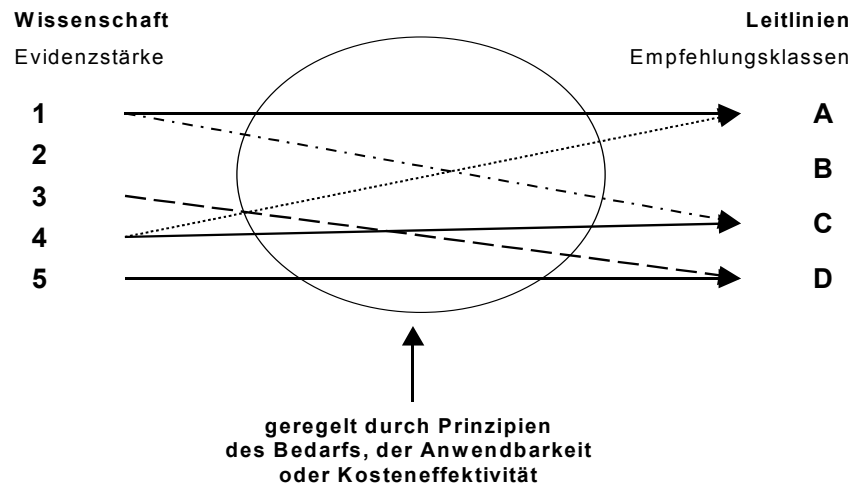 Wissenschaft
Leitlinien
Evidenzstärke
Empfehlungsklassen
1
A
2
B
3
4
C
5
D
geregelt durch Prinzipien
des Bedarfs, der Anwendbarkeit
oder Kosteneffektivität